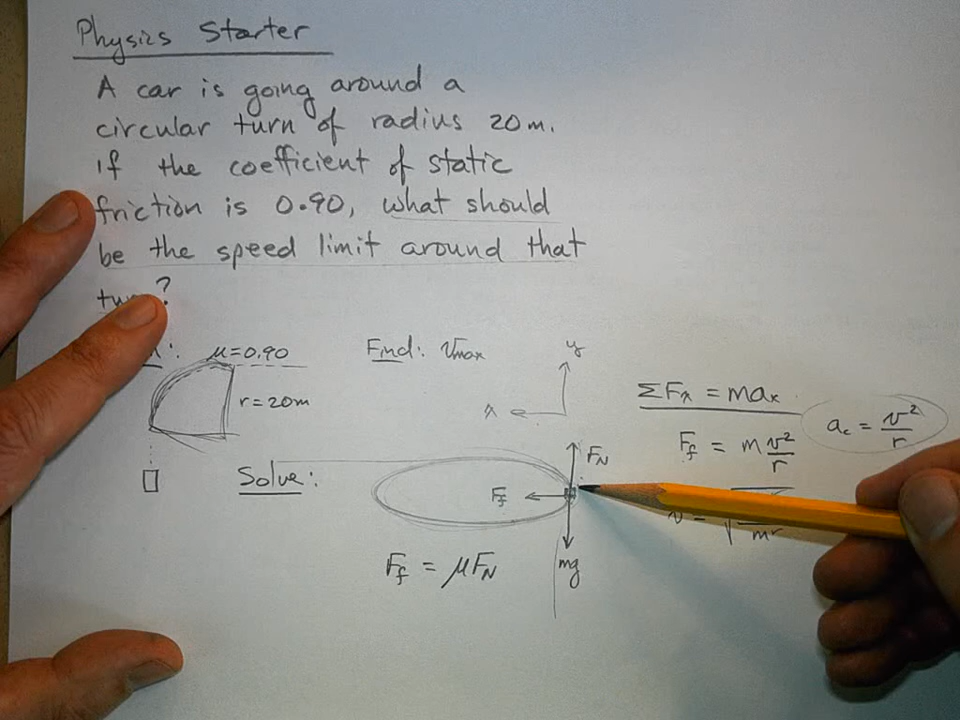 Physics Starter
A car is going around a
circular turn of radius 20 m.
If the coefficient of static
friction is 0.90, what should
be the speed limit around that
?
μ=0.90
Find: vmax
y
x
r = 20m
ΣFx = max
ac = v²/r
Ff = m v²/r
Solve:
FN
Ff
mr
Ff = μFN
mg